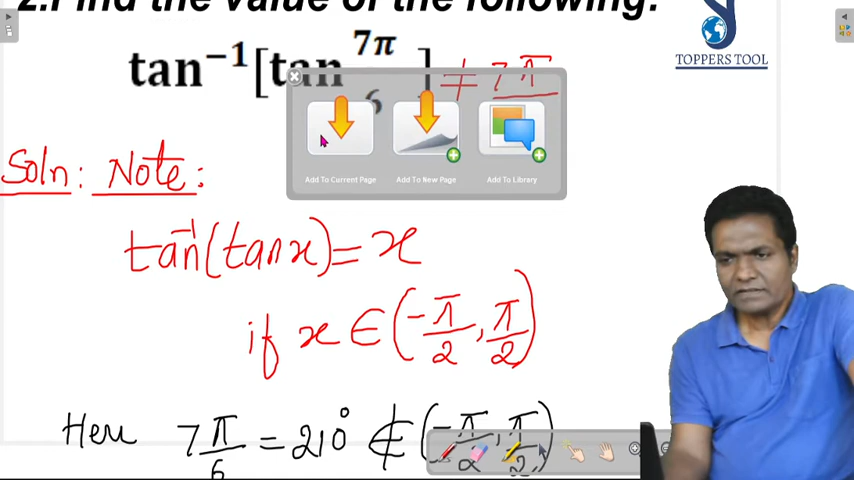 2.Find the value of the following:
tan⁻¹[tan 7π/6] ≠ 7π
TOPPERS TOOL
Add To Current Page Add To New Page Add To Library
Soln: Note:
tan⁻¹(tan x) = x
if x ∈ (-π/2, π/2)
Here 7π/6 = 210° ∉ (-π/2, π/2)